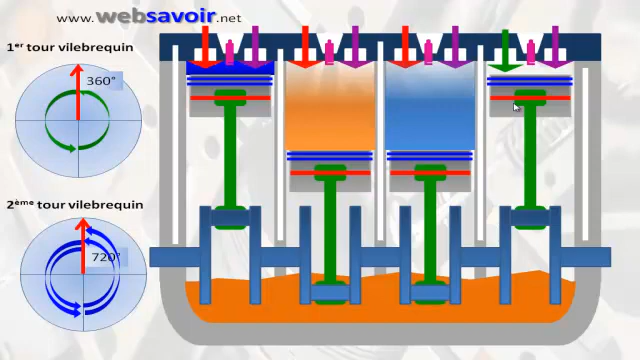 www.websavoir.net
1er tour vilebrequin
360°
2ème tour vilebrequin
720°